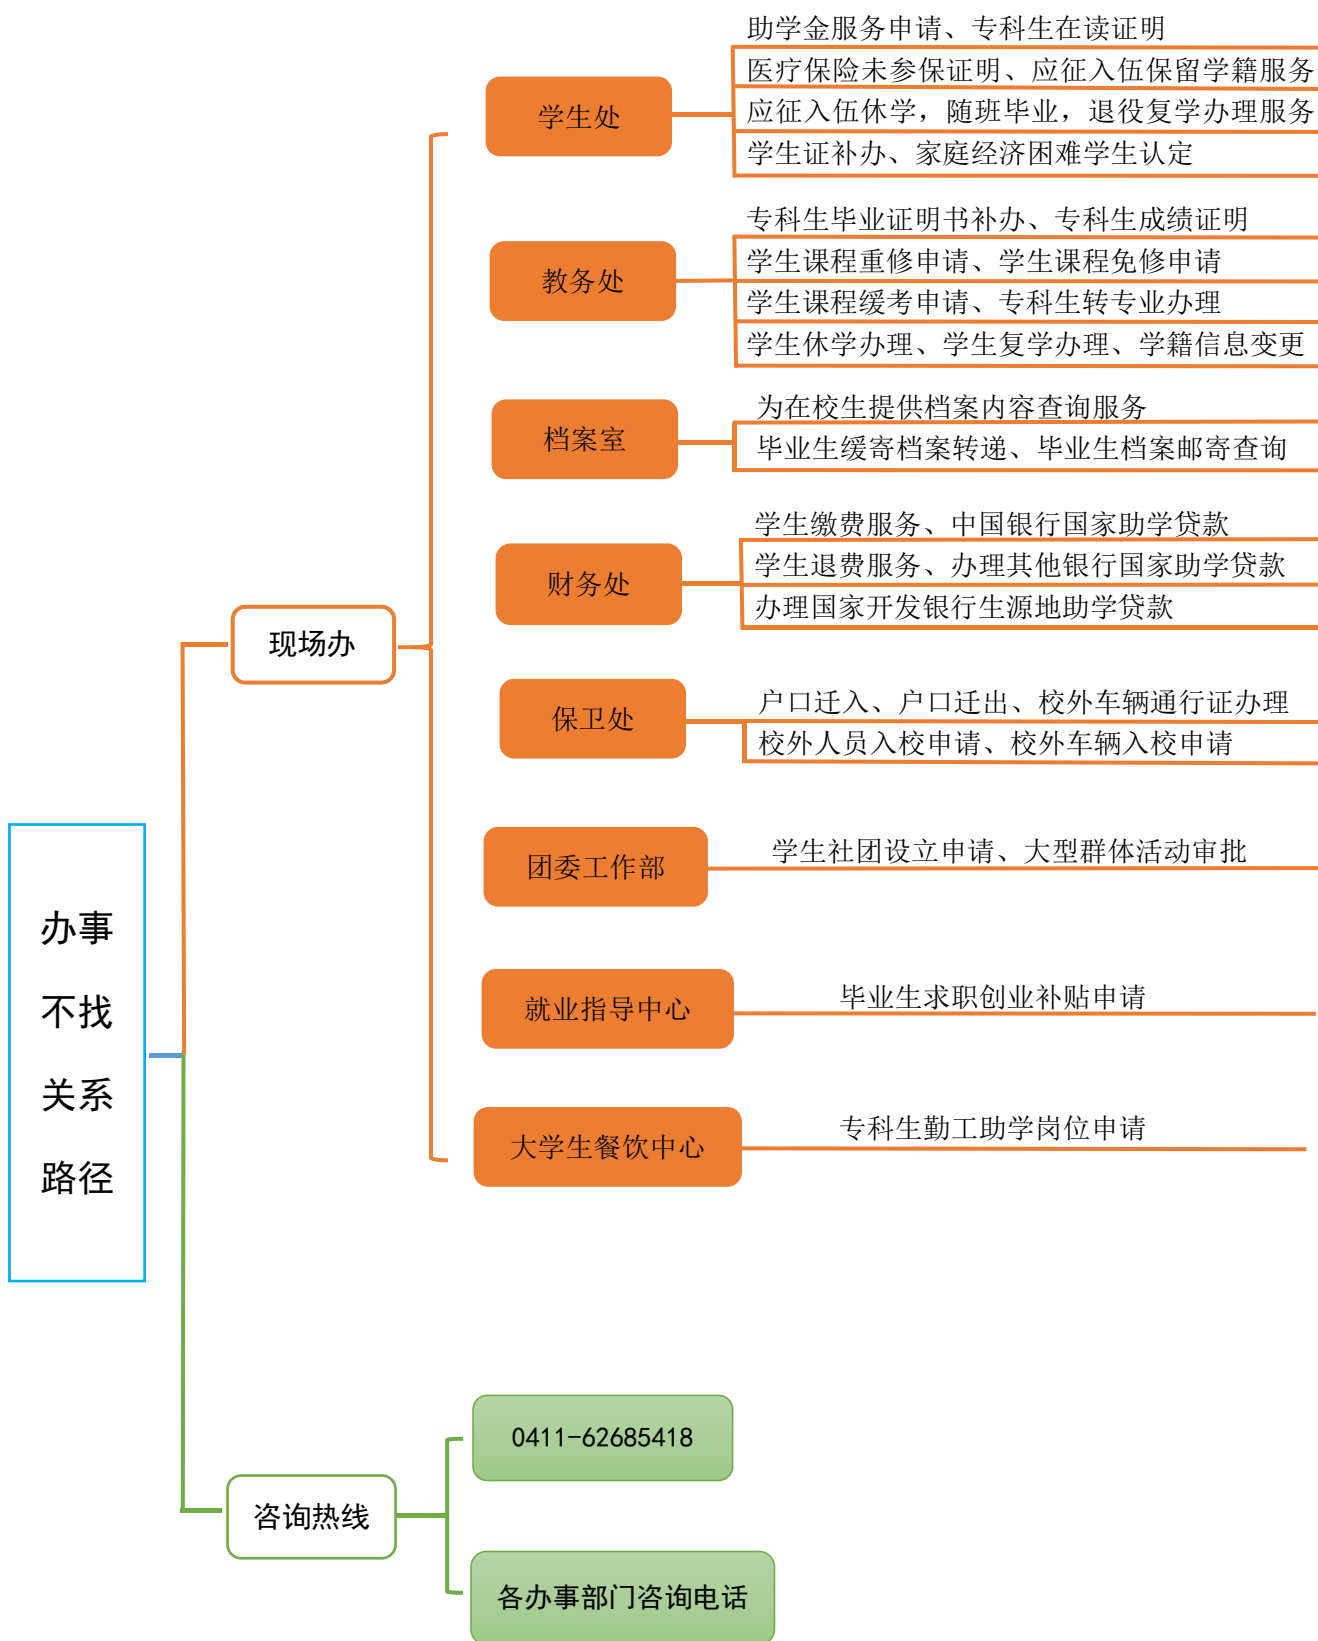 办事
不找
关系
路径
现场办
学生处
助学金服务申请、专科生在读证明
医疗保险未参保证明、应征入伍保留学籍服务
应征入伍休学，随班毕业，退役复学办理服务
学生证补办、家庭经济困难学生认定
教务处
专科生毕业证明书补办、专科生成绩证明
学生课程重修申请、学生课程免修申请
学生课程缓考申请、专科生转专业办理
学生休学办理、学生复学办理、学籍信息变更
档案室
为在校生提供档案内容查询服务
毕业生缓寄档案转递、毕业生档案邮寄查询
财务处
学生缴费服务、中国银行国家助学贷款
学生退费服务、办理其他银行国家助学贷款
办理国家开发银行生源地助学贷款
保卫处
户口迁入、户口迁出、校外车辆通行证办理
校外人员入校申请、校外车辆入校申请
团委工作部
学生社团设立申请、大型群体活动审批
就业指导中心
毕业生求职创业补贴申请
大学生餐饮中心
专科生勤工助学岗位申请
咨询热线
0411-62685418
各办事部门咨询电话